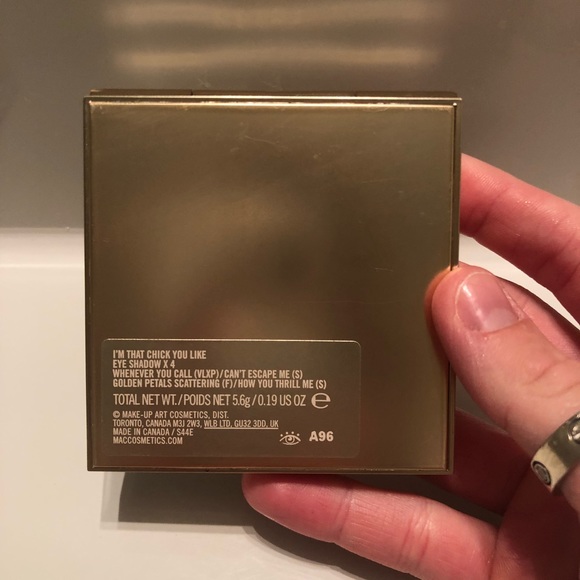 I'M THAT CHICK YOU LIKE
EYE SHADOW X 4
WHENEVER YOU CALL (VLXP)/CAN'T ESCAPE ME (S)
GOLDEN PETALS SCATTERING (F)/HOW YOU THRILL ME (S)
TOTAL NET WT./POIDS NET 5.6g/0.19 US OZ ℮
© MAKE-UP ART COSMETICS, DIST.
TORONTO, CANADA M3J 2W3, WLB LTD, GU32 3DD, UK
MADE IN CANADA / S44E
MACCOSMETICS.COM
A96